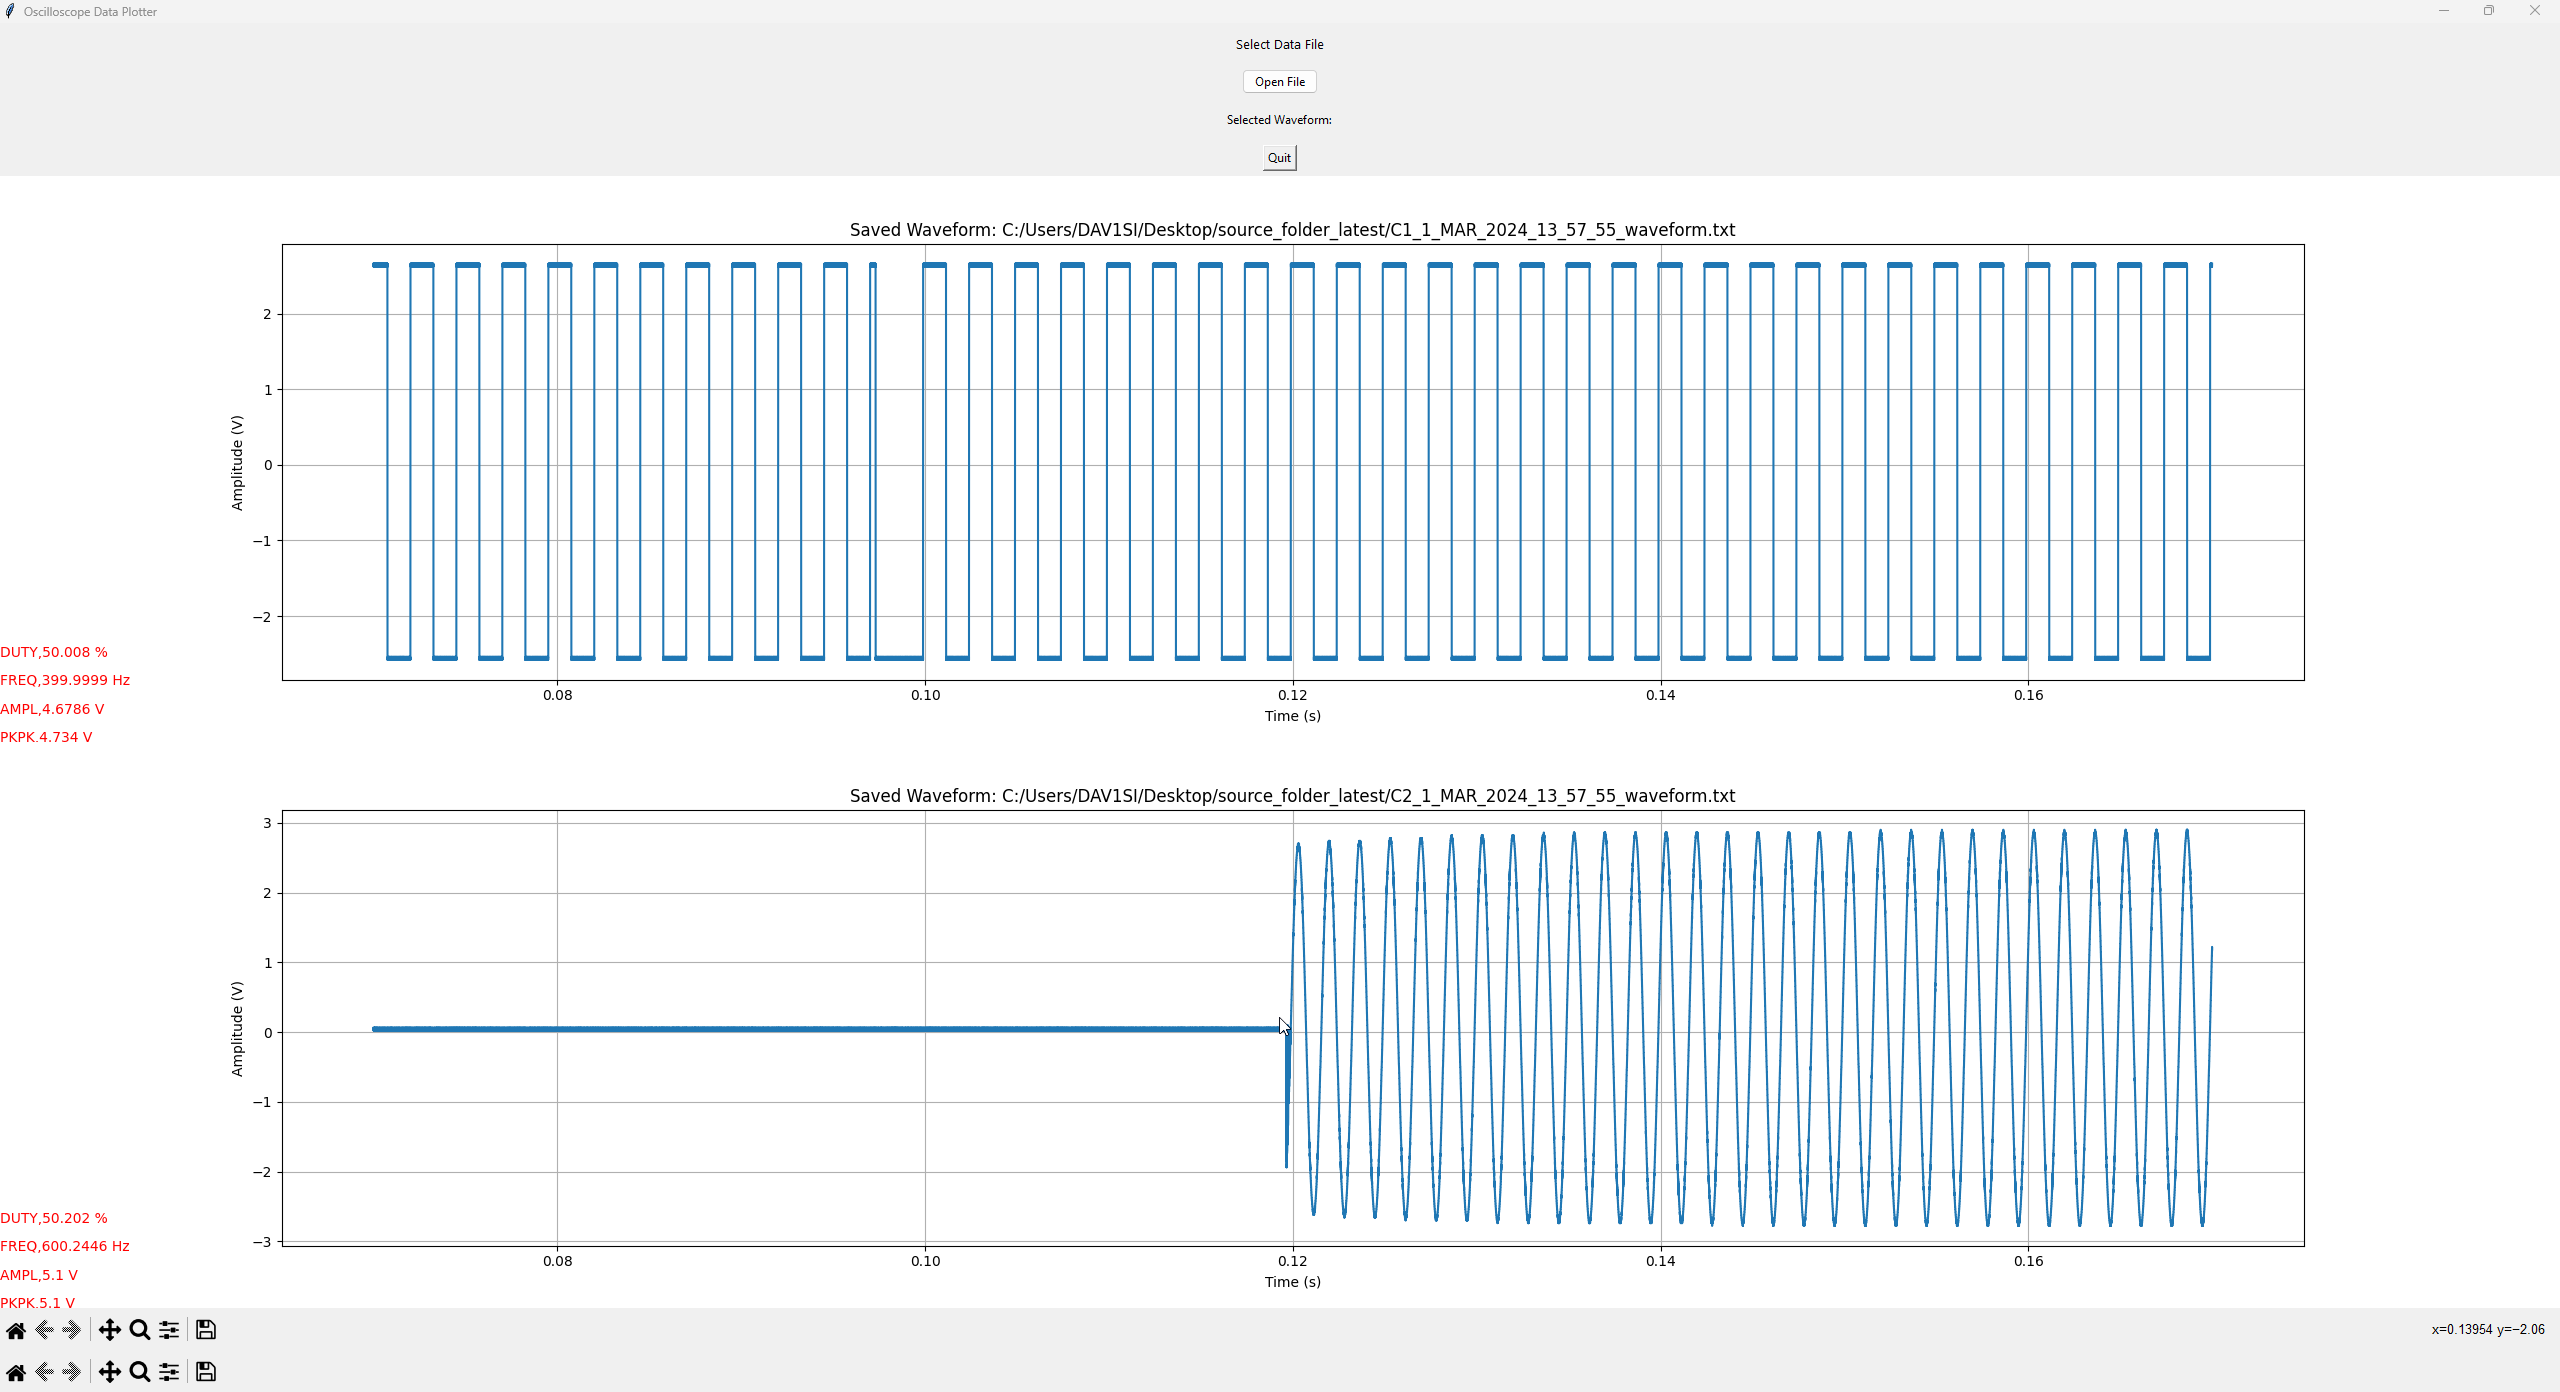 Oscilloscope Data Plotter
Select Data File
Open File
Selected Waveform:
Quit
Saved Waveform: C:/Users/DAV1SI/Desktop/source_folder_latest/C1_1_MAR_2024_13_57_55_waveform.txt
2
1
0
−1
−2
Amplitude (V)
0.08 0.10 0.12 0.14 0.16
Time (s)
DUTY,50.008 %
FREQ,399.9999 Hz
AMPL,4.6786 V
PKPK.4.734 V
Saved Waveform: C:/Users/DAV1SI/Desktop/source_folder_latest/C2_1_MAR_2024_13_57_55_waveform.txt
3
2
1
0
−1
−2
−3
Amplitude (V)
0.08 0.10 0.12 0.14 0.16
Time (s)
DUTY,50.202 %
FREQ,600.2446 Hz
AMPL,5.1 V
PKPK.5.1 V
x=0.13954 y=−2.06